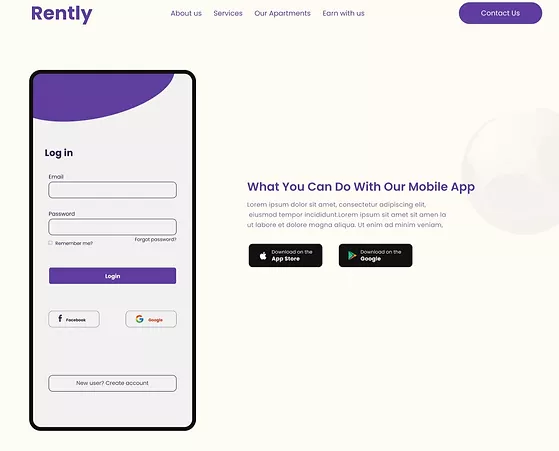 Rently
About us Services Our Apartments Earn with us
Contact Us
Log in
Email
Password
Remember me?
Forgot password?
Login
Facebook
Google
New user? Create account
What You Can Do With Our Mobile App
Lorem ipsum dolor sit amet, consectetur adipiscing elit,
eiusmod tempor incididunt.Lorem ipsum sit amet sit amen la
ut labore et dolore magna aliqua. Ut enim ad minim veniam,
Download on the
App Store
Download on the
Google